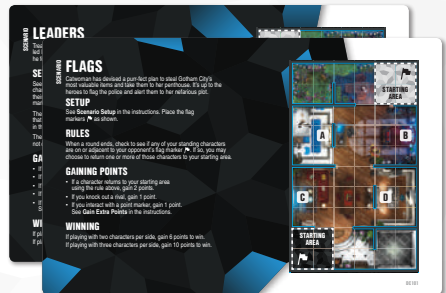 SCENARIO
LEADERS
SCENARIO
FLAGS
Catwoman has devised a purr-fect plan to steal Gotham City's
most valuable items and take them to her penthouse. It's up to the
heroes to flag the police and alert them to her nefarious plot.
SETUP
See Scenario Setup in the instructions. Place the flag
markers as shown.
RULES
When a round ends, check to see if any of your standing characters
are on or adjacent to your opponent's flag marker. If so, you may
choose to return one or more of those characters to your starting area.
GAINING POINTS
• If a character returns to your starting area
using the rule above, gain 2 points.
• If you knock out a rival, gain 1 point.
• If you interact with a point marker, gain 1 point.
See Gain Extra Points in the instructions.
WINNING
If playing with two characters per side, gain 6 points to win.
If playing with three characters per side, gain 10 points to win.
STARTING
AREA
A
B
C
D
STARTING
AREA